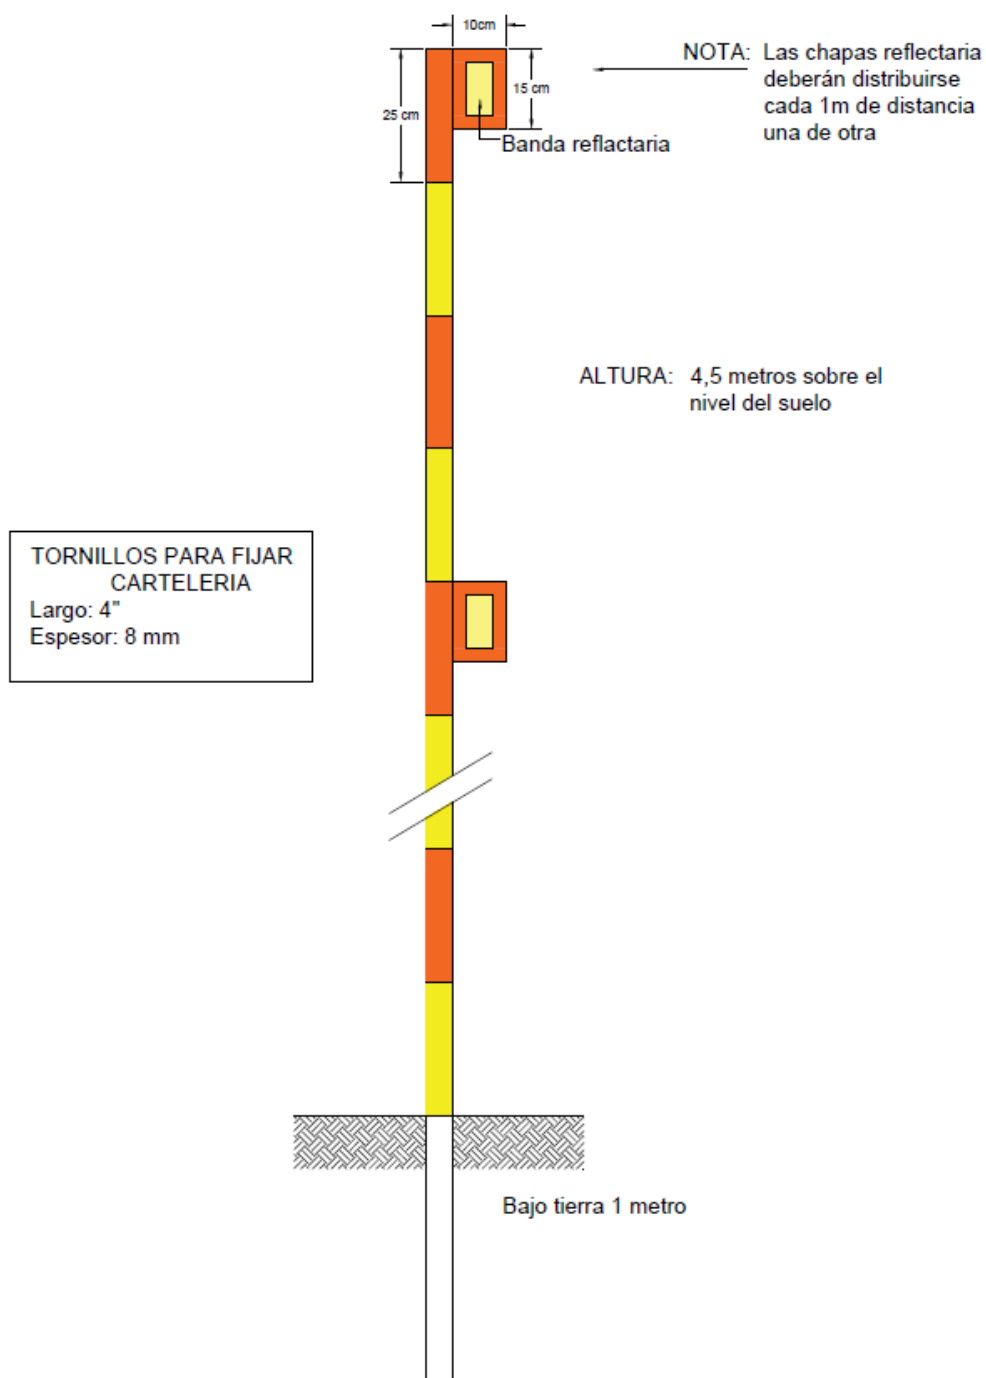 10cm
NOTA: Las chapas reflectaria
deberán distribuirse
cada 1m de distancia
una de otra
15 cm
25 cm
Banda reflactaria
ALTURA: 4,5 metros sobre el
nivel del suelo
TORNILLOS PARA FIJAR
CARTELERIA
Largo: 4"
Espesor: 8 mm
Bajo tierra 1 metro